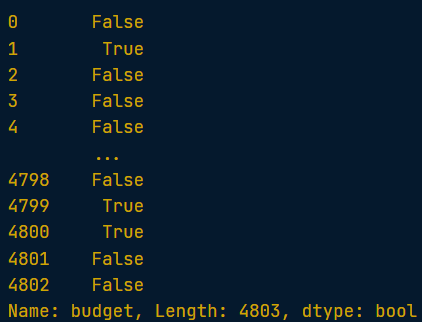 0       False
1        True
2       False
3       False
4       False
        ...
4798    False
4799     True
4800     True
4801    False
4802    False
Name: budget, Length: 4803, dtype: bool